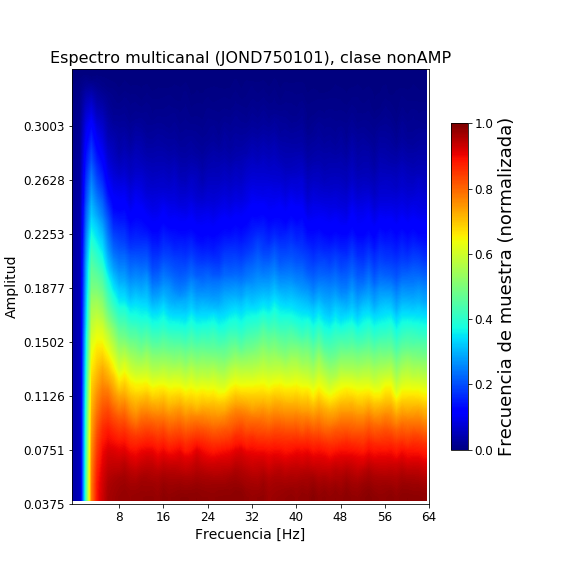 Espectro multicanal (JOND750101), clase nonAMP
Amplitud
0.3003
0.2628
0.2253
0.1877
0.1502
0.1126
0.0751
0.0375
8 16 24 32 40 48 56 64
Frecuencia [Hz]
1.0
0.8
0.6
0.4
0.2
0.0
Frecuencia de muestra (normalizada)